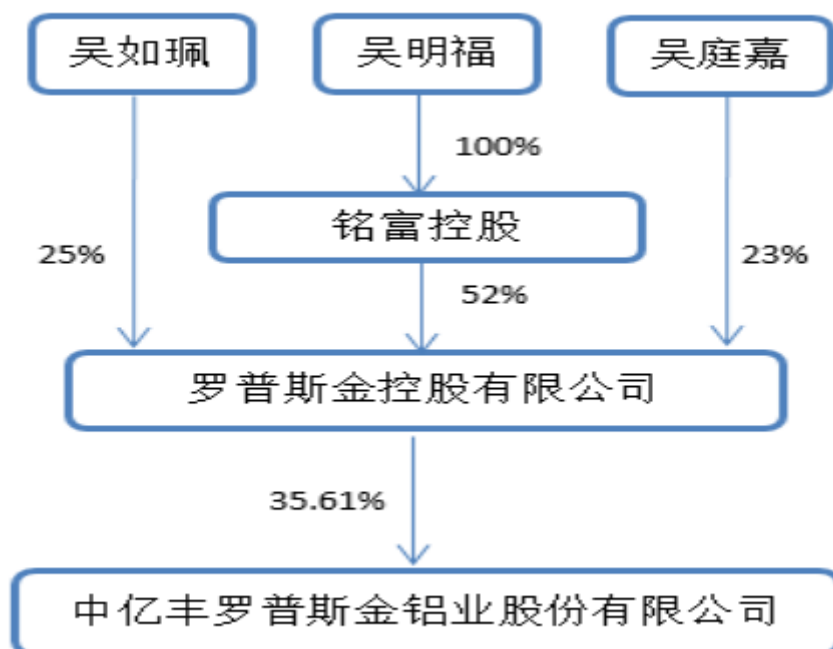 吴如珮
吴明福
吴庭嘉
100%
铭富控股
25%
52%
23%
罗普斯金控股有限公司
35.61%
中亿丰罗普斯金铝业股份有限公司